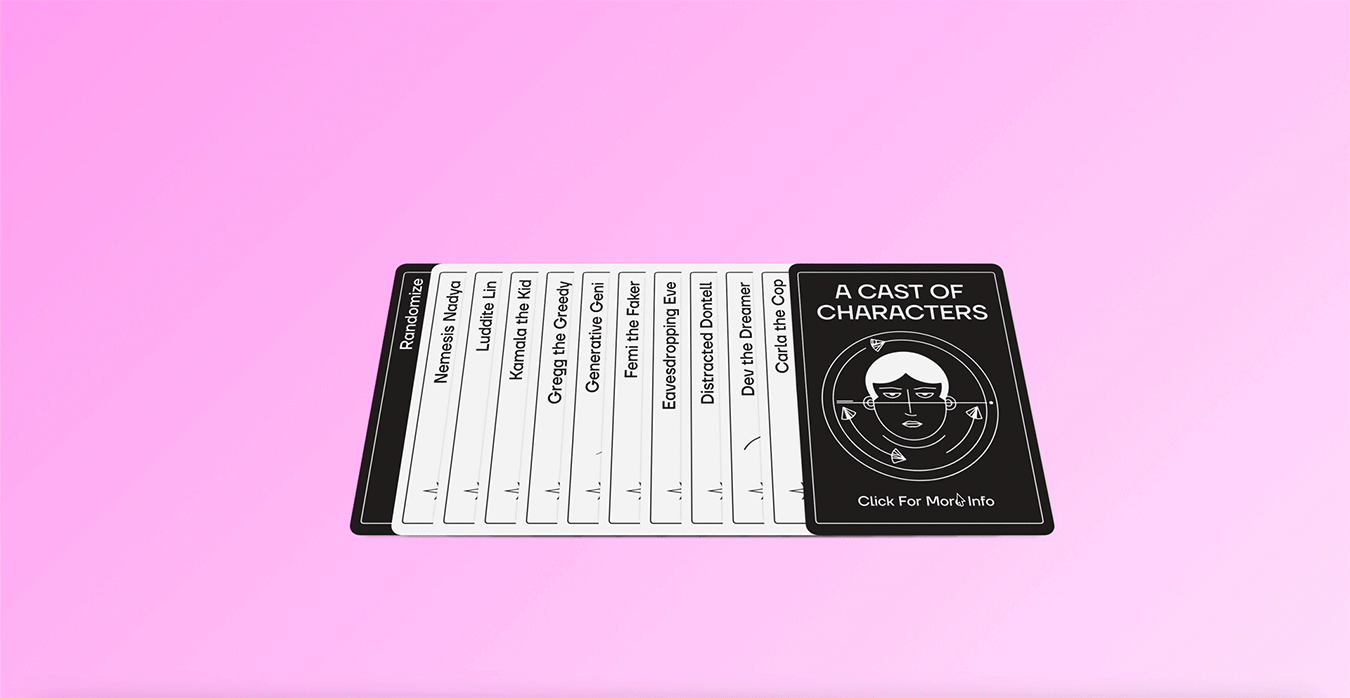 Randomize
Nemesis Nadya
Luddite Lin
Kamala the Kid
Gregg the Greedy
Generative Geni
Femi the Faker
Eavesdropping Eve
Distracted Dontell
Dev the Dreamer
Carla the Cop
A CAST OF
CHARACTERS
Click For More Info